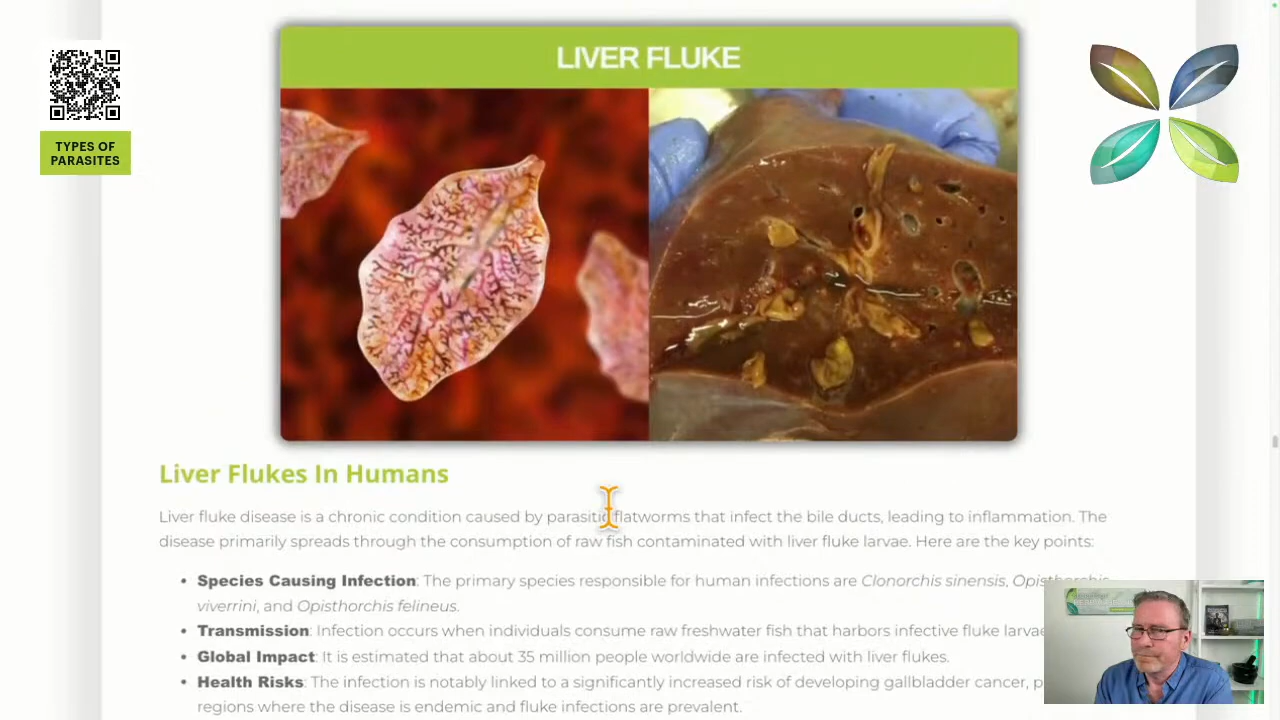 LIVER FLUKE
TYPES OF
PARASITES
Liver Flukes In Humans
Liver fluke disease is a chronic condition caused by parasitic flatworms that infect the bile ducts, leading to inflammation. The
disease primarily spreads through the consumption of raw fish contaminated with liver fluke larvae. Here are the key points:
• Species Causing Infection: The primary species responsible for human infections are Clonorchis sinensis, Opisthorchis
viverrini, and Opisthorchis felineus.
• Transmission: Infection occurs when individuals consume raw freshwater fish that harbors infective fluke larvae
• Global Impact: It is estimated that about 35 million people worldwide are infected with liver flukes.
• Health Risks: The infection is notably linked to a significantly increased risk of developing gallbladder cancer,
regions where the disease is endemic and fluke infections are prevalent.